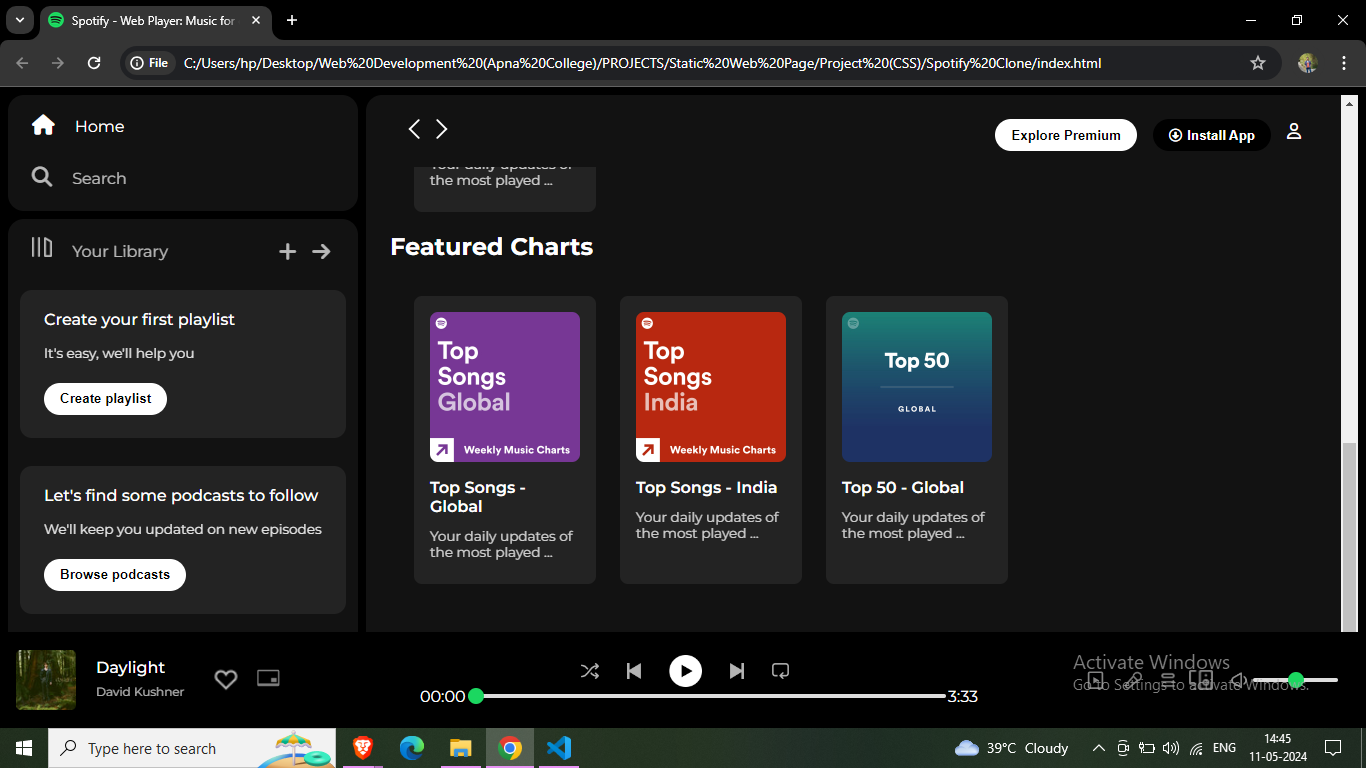 Spotify - Web Player: Music for
File
C:/Users/hp/Desktop/Web%20Development%20(Apna%20College)/PROJECTS/Static%20Web%20Page/Project%20(CSS)/Spotify%20Clone/index.html
Home
Search
Your Library
Create your first playlist
It's easy, we'll help you
Create playlist
Let's find some podcasts to follow
We'll keep you updated on new episodes
Browse podcasts
Explore Premium
Install App
Your daily updates of
the most played ...
Featured Charts
Top
Songs
Global
Weekly Music Charts
Top Songs -
Global
Your daily updates of
the most played ...
Top
Songs
India
Weekly Music Charts
Top Songs - India
Your daily updates of
the most played ...
Top 50
GLOBAL
Top 50 - Global
Your daily updates of
the most played ...
Daylight
David Kushner
00:00
3:33
Activate Windows
Go to Settings to activate Windows.
Type here to search
39°C Cloudy
ENG
14:45
11-05-2024